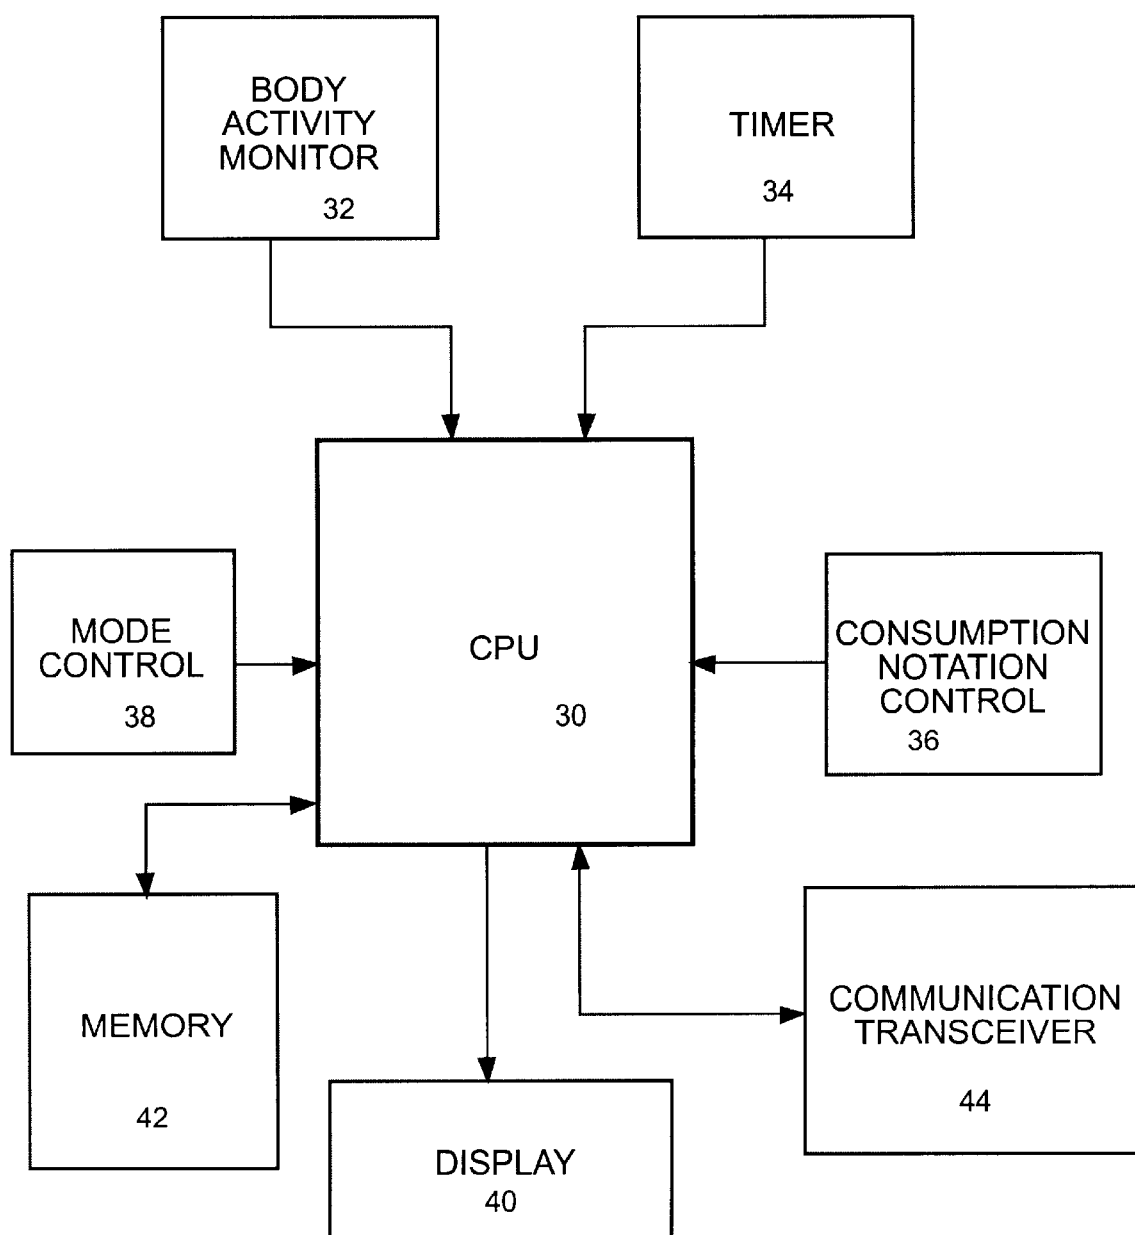 BODY
ACTIVITY
MONITOR
32
TIMER
34
MODE
CONTROL
38
CPU
30
CONSUMPTION
NOTATION
CONTROL
36
MEMORY
42
DISPLAY
40
COMMUNICATION
TRANSCEIVER
44